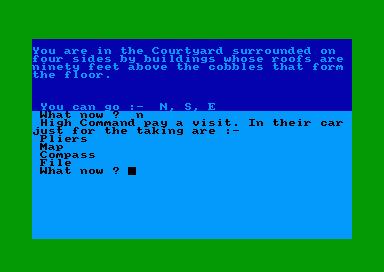 You are in the Courtyard surrounded on
four sides by buildings whose roofs are
ninety feet above the cobbles that form
the floor.
You can go :- N, S, E
What now ? n
High Command pay a visit. In their car
just for the taking are :-
Pliers
Map
Compass
File
What now ?